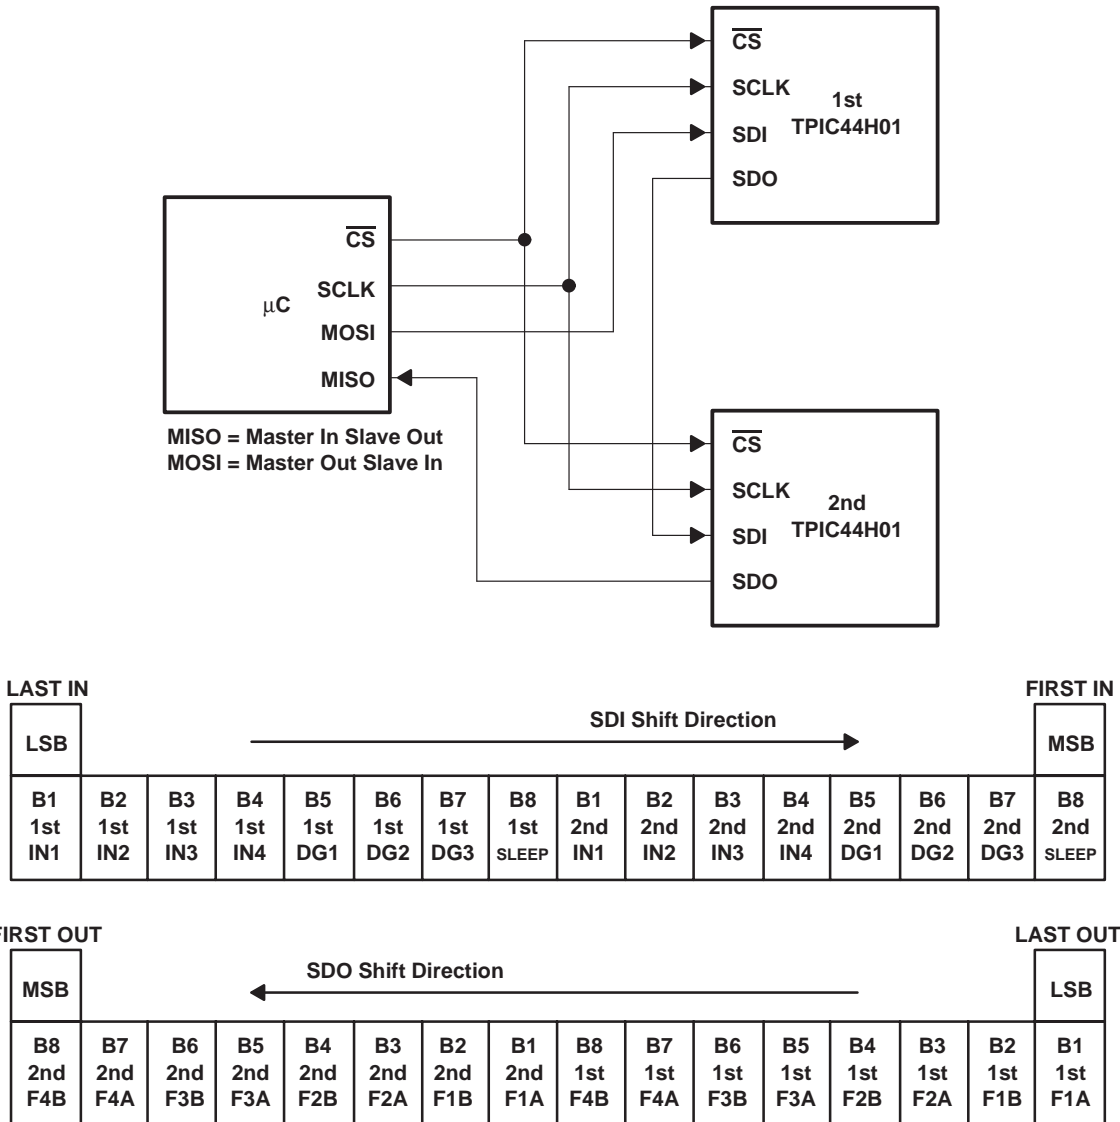 CS
SCLK
1st
TPIC44H01
SDI
SDO
CS
SCLK
μC
MOSI
MISO
MISO = Master In Slave Out
MOSI = Master Out Slave In
CS
SCLK
2nd
TPIC44H01
SDI
SDO
LAST IN
FIRST IN
SDI Shift Direction
LSB
MSB
B1 B2 B3 B4 B5 B6 B7 B8 B1 B2 B3 B4 B5 B6 B7 B8
1st 1st 1st 1st 1st 1st 1st 1st 2nd 2nd 2nd 2nd 2nd 2nd 2nd 2nd
IN1 IN2 IN3 IN4 DG1 DG2 DG3 SLEEP IN1 IN2 IN3 IN4 DG1 DG2 DG3 SLEEP
IRST OUT
LAST OUT
SDO Shift Direction
MSB
LSB
B8 B7 B6 B5 B4 B3 B2 B1 B8 B7 B6 B5 B4 B3 B2 B1
2nd 2nd 2nd 2nd 2nd 2nd 2nd 2nd 1st 1st 1st 1st 1st 1st 1st 1st
F4B F4A F3B F3A F2B F2A F1B F1A F4B F4A F3B F3A F2B F2A F1B F1A